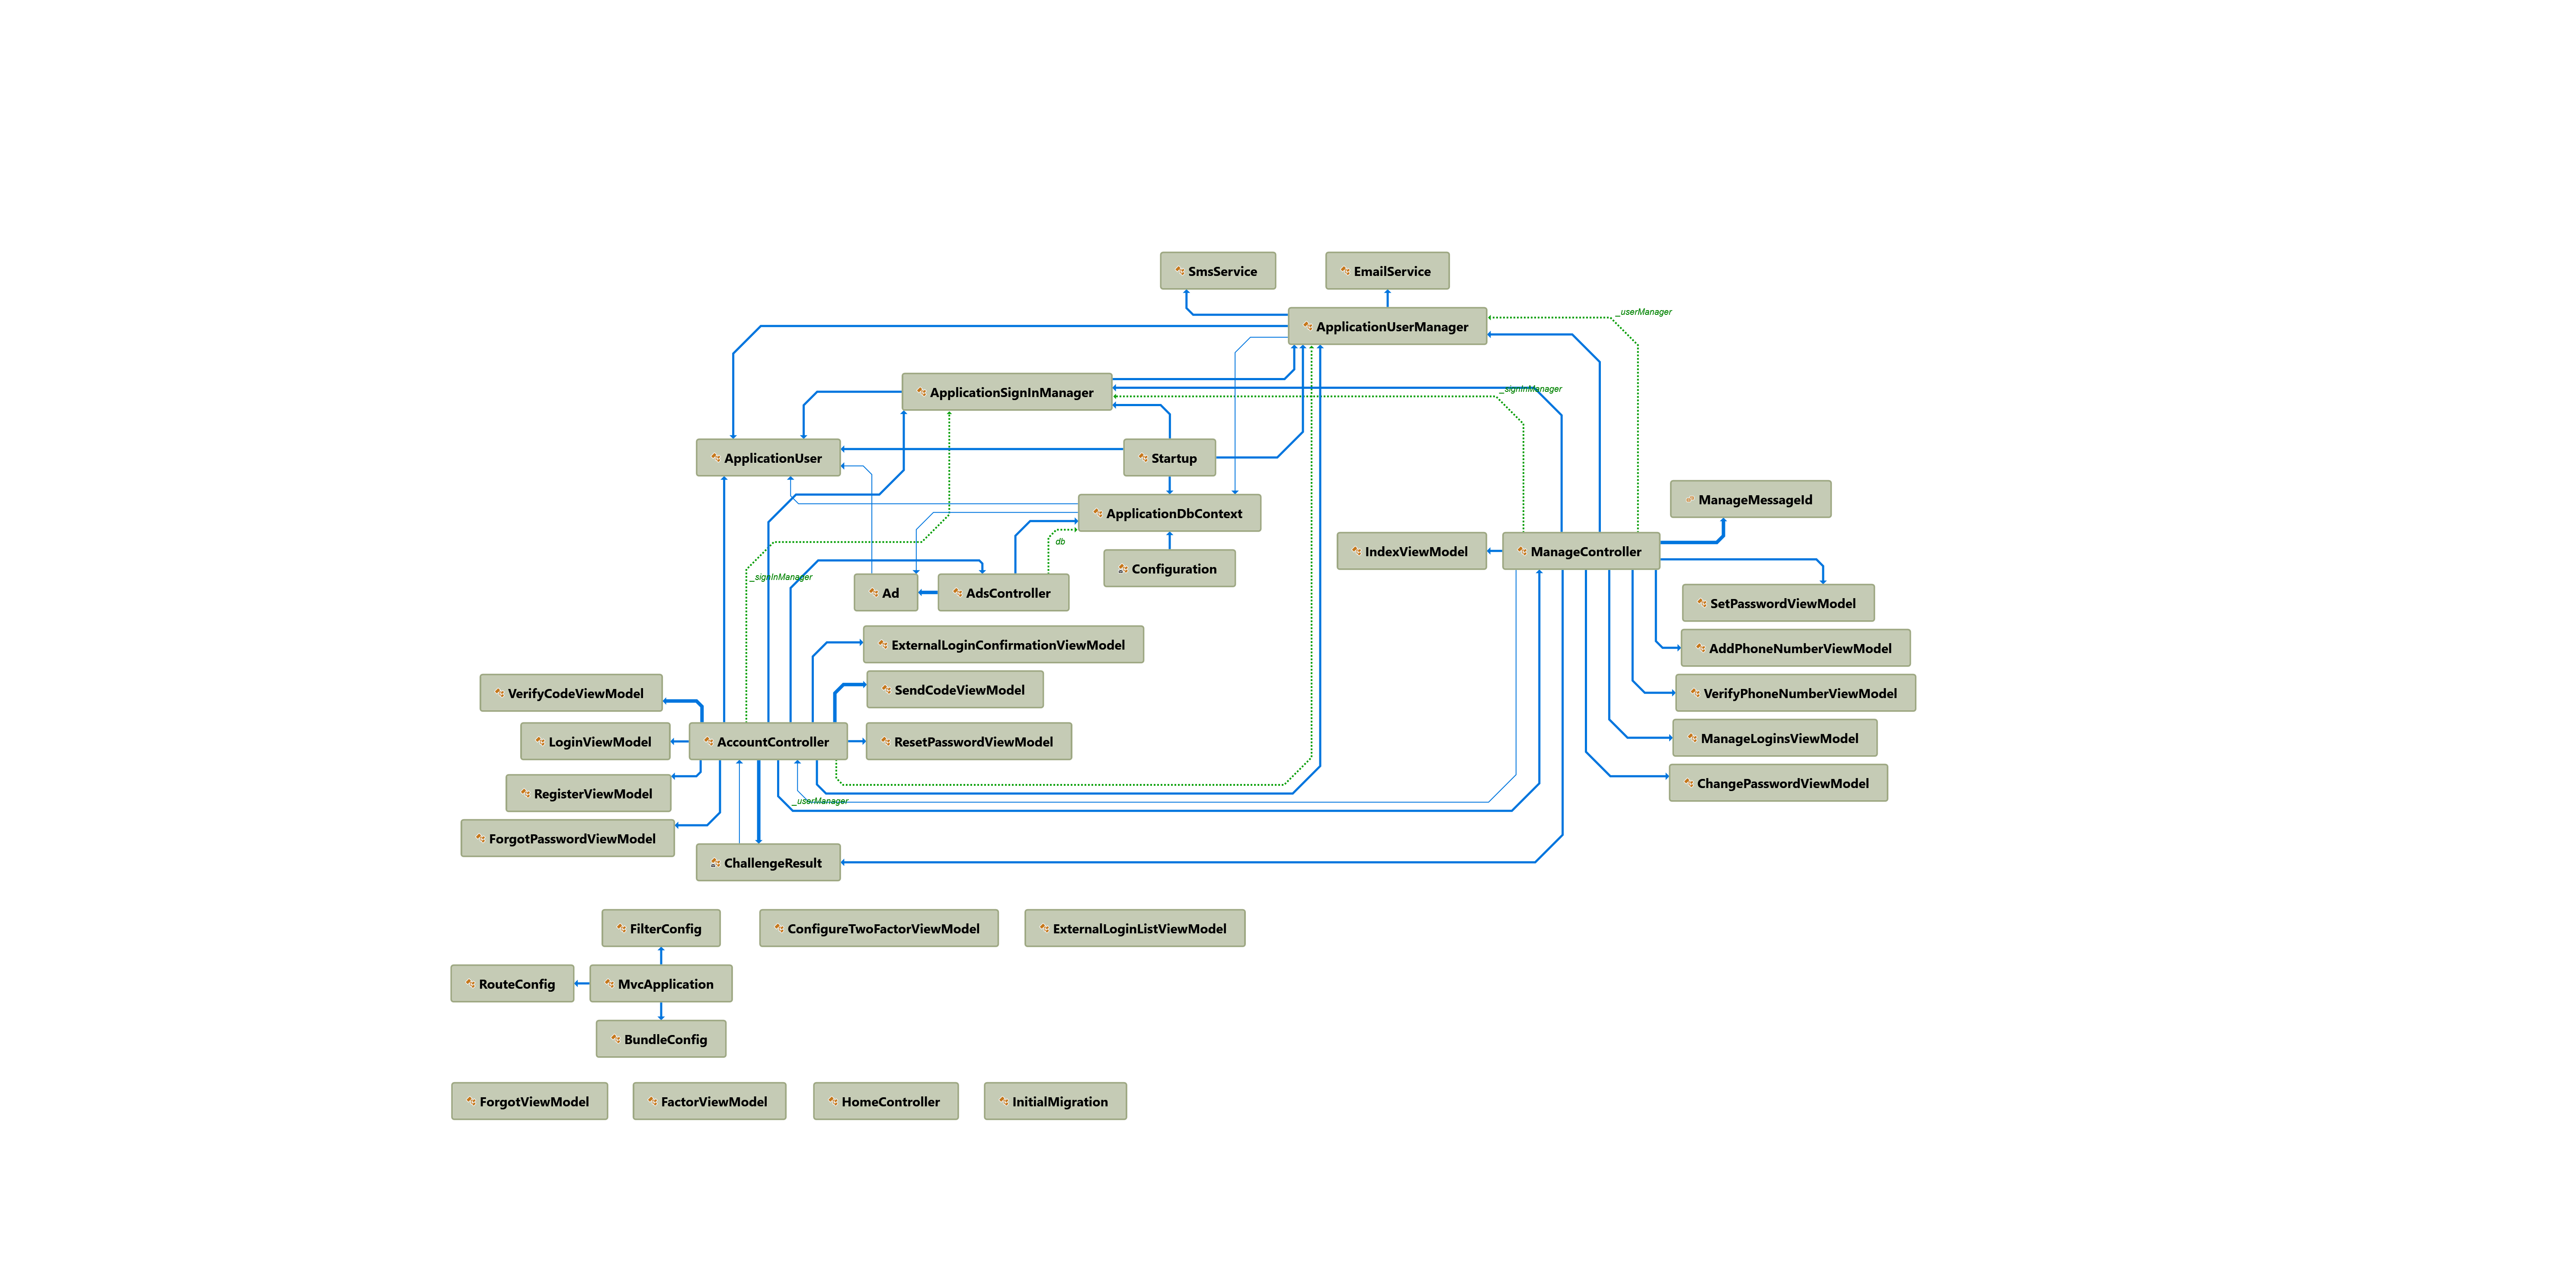 SmsService
EmailService
ApplicationUserManager
_userManager
ApplicationSignInManager
_signInManager
ApplicationUser
Startup
ManageMessageId
ApplicationDbContext
db
IndexViewModel
ManageController
Configuration
_signInManager
Ad
AdsController
SetPasswordViewModel
ExternalLoginConfirmationViewModel
AddPhoneNumberViewModel
SendCodeViewModel
VerifyCodeViewModel
VerifyPhoneNumberViewModel
LoginViewModel
AccountController
ResetPasswordViewModel
ManageLoginsViewModel
ChangePasswordViewModel
RegisterViewModel
_userManager
ForgotPasswordViewModel
ChallengeResult
FilterConfig
ConfigureTwoFactorViewModel
ExternalLoginListViewModel
RouteConfig
MvcApplication
BundleConfig
ForgotViewModel
FactorViewModel
HomeController
InitialMigration